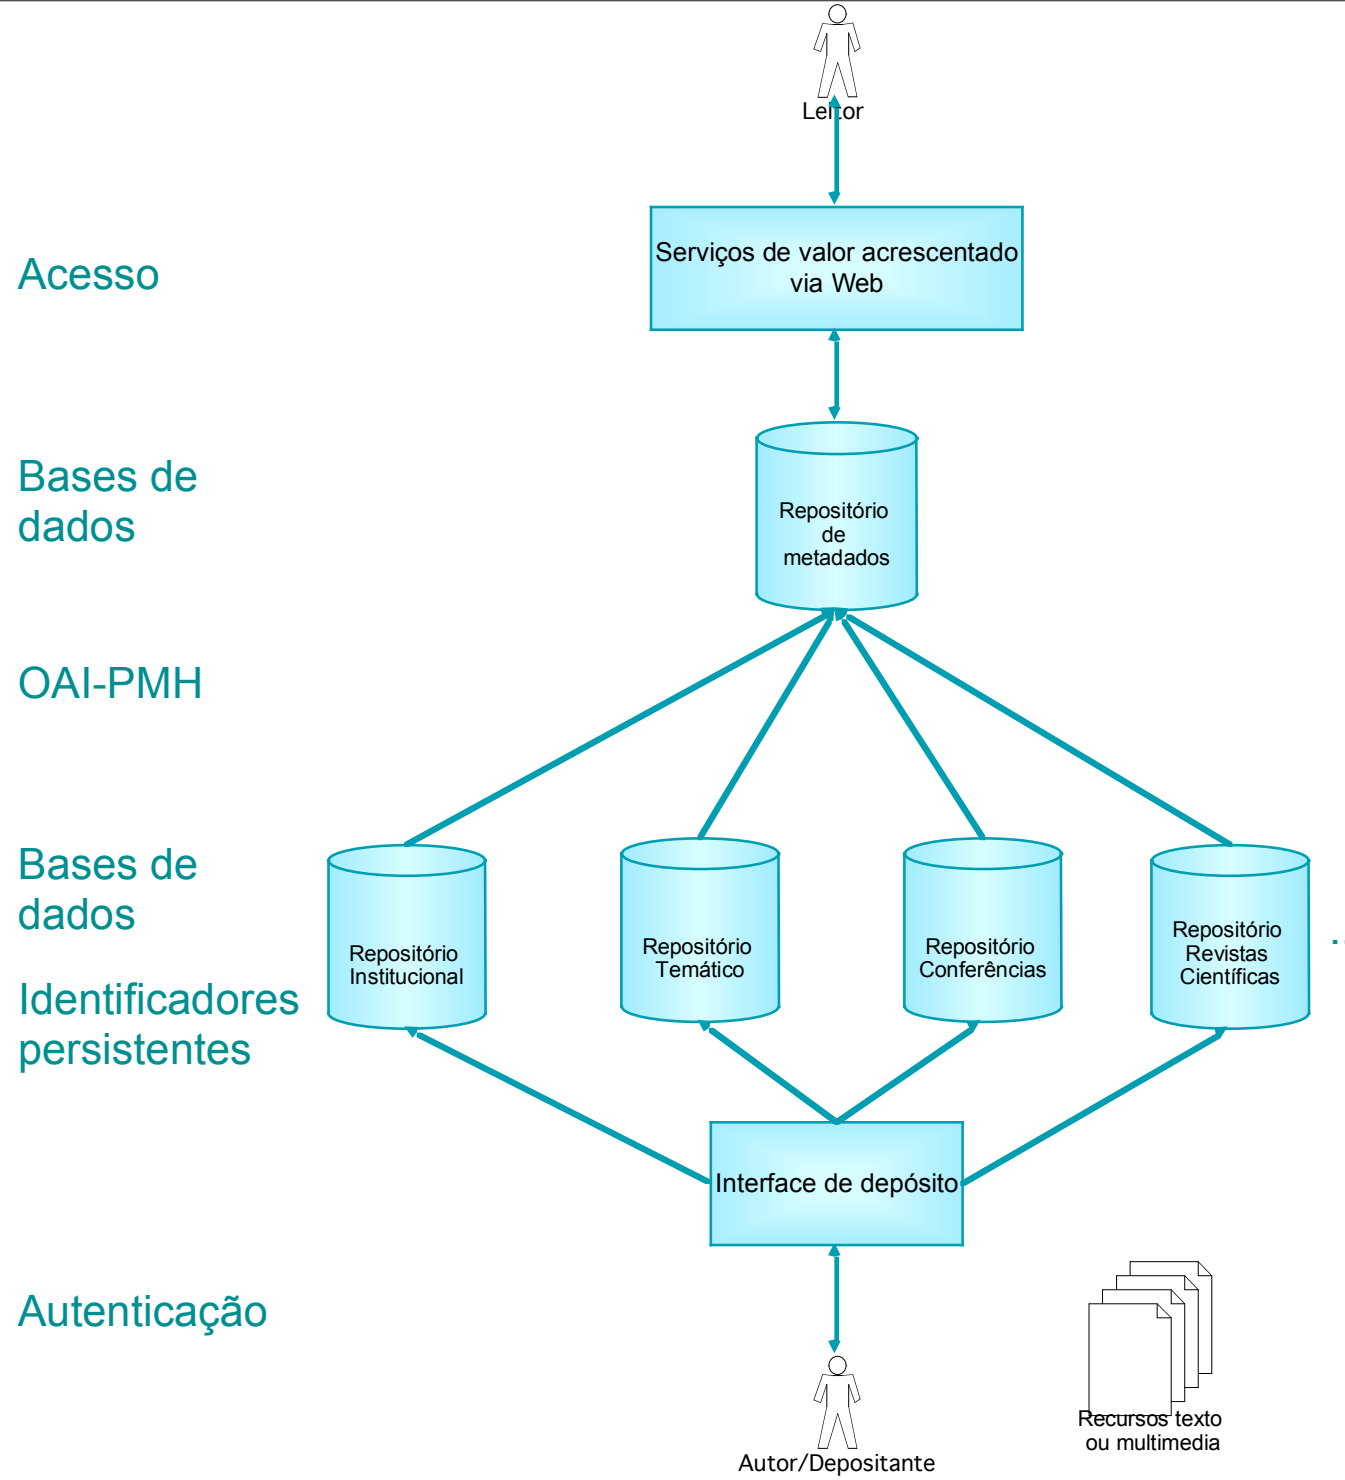 Leitor
Acesso
Serviços de valor acrescentado
via Web
Bases de
dados
Repositório
de
metadados
OAI-PMH
Bases de
dados
Repositório
Institucional
Repositório
Temático
Repositório
Conferências
Repositório
Revistas
Científicas
..
Identificadores
persistentes
Interface de depósito
Autenticação
Autor/Depositante
Recursos texto
ou multimedia